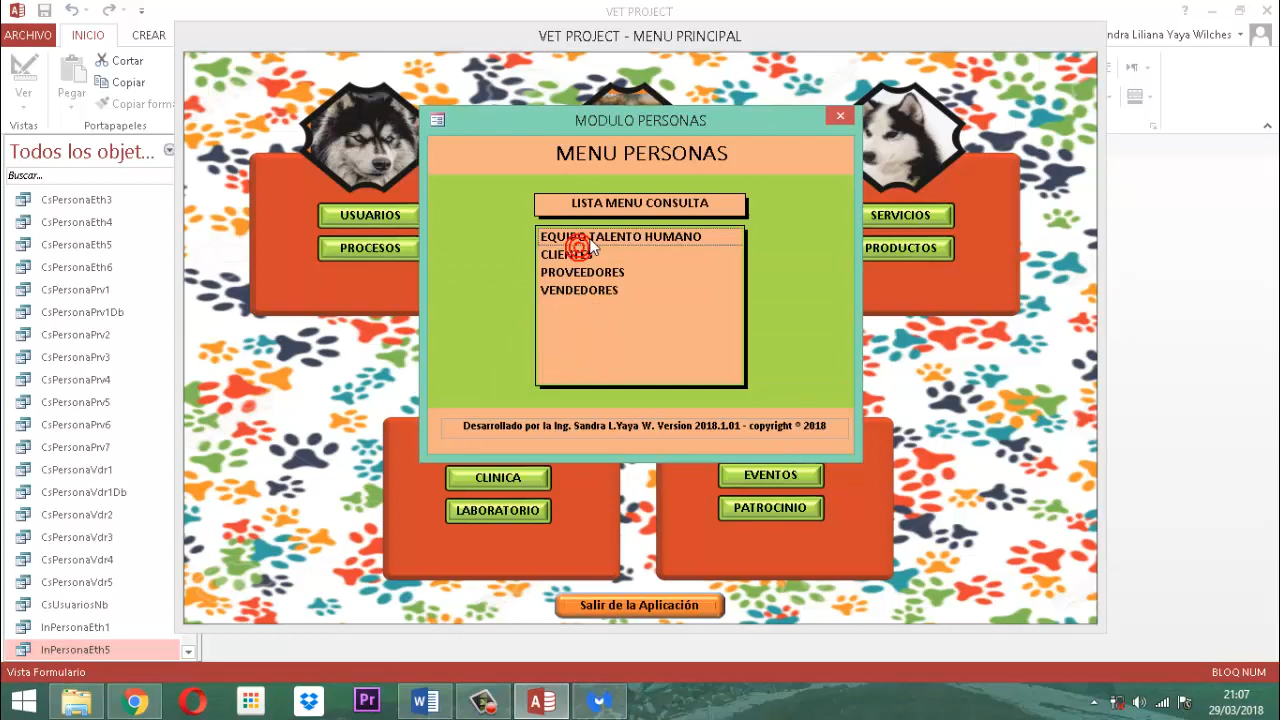 VET PROJECT
ARCHIVO
INICIO
CREAR
ndra Liliana Yaya Wilches
Ver
Pegar
Cortar
Copiar
Copiar form
Vistas
Portapapeles
VET PROJECT - MENU PRINCIPAL
Todos los objet...
Buscar...
CsPersonaEth3
CsPersonaEth4
CsPersonaEth5
CsPersonaEth6
CsPersonaPrv1
CsPersonaPrv1Db
CsPersonaPrv2
CsPersonaPrv3
CsPersonaPrv4
CsPersonaPrv5
CsPersonaPrv6
CsPersonaPrv7
CsPersonaVdr1
CsPersonaVdr1Db
CsPersonaVdr2
CsPersonaVdr3
CsPersonaVdr4
CsPersonaVdr5
CsUsuariosNb
InPersonaEth1
InPersonaEth5
USUARIOS
PROCESOS
SERVICIOS
PRODUCTOS
MODULO PERSONAS
MENU PERSONAS
LISTA MENU CONSULTA
EQUIPO TALENTO HUMANO
CLIENTES
PROVEEDORES
VENDEDORES
Desarrollado por la Ing. Sandra L.Yaya W. Version 2018.1.01 - copyright ® 2018
CLINICA
LABORATORIO
EVENTOS
PATROCINIO
Salir de la Aplicación
Vista Formulario
BLOQ NUM
Pr
21:07
29/03/2018